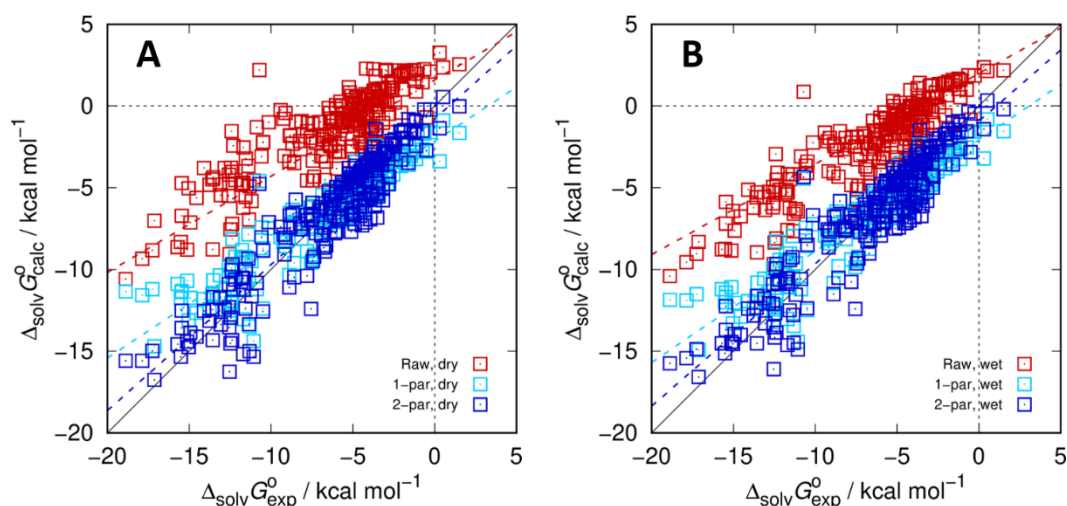 A
5
0
−5
−10
−15
−20
−20 −15 −10 −5 0 5
Δsolv G°calc / kcal mol⁻¹
Δsolv G°exp / kcal mol⁻¹
Raw, dry
1-par, dry
2-par, dry
B
5
0
−5
−10
−15
−20
−20 −15 −10 −5 0 5
Δsolv G°calc / kcal mol⁻¹
Δsolv G°exp / kcal mol⁻¹
Raw, wet
1-par, wet
2-par, wet